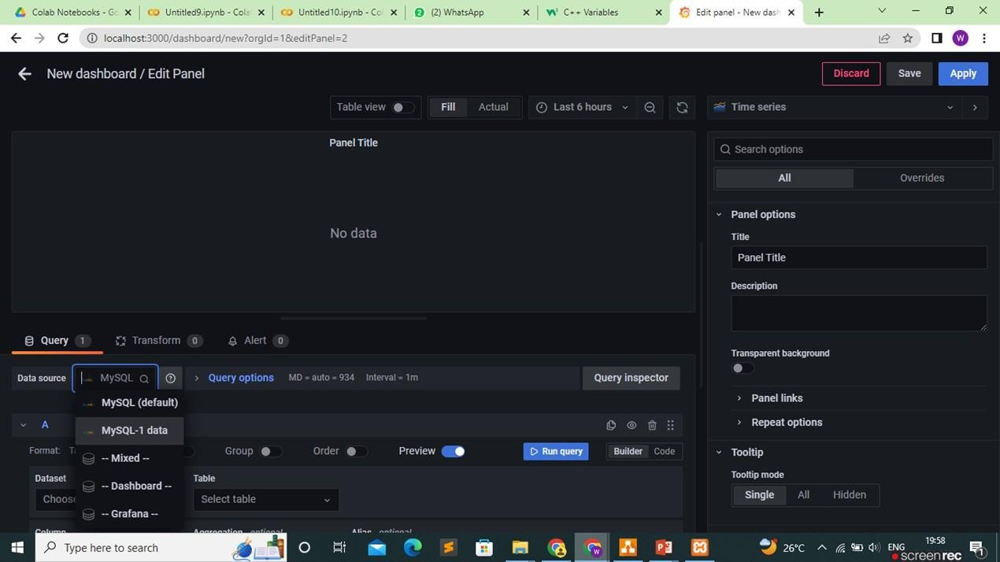 Colab Notebooks - Go
Untitled9.ipynb - Cola
Untitled10.ipynb - Co
(2) WhatsApp
C++ Variables
Edit panel - New dash
localhost:3000/dashboard/new?orgId=1&editPanel=2
W
New dashboard / Edit Panel
Discard
Save
Apply
Table view
Fill
Actual
Last 6 hours
Time series
Panel Title
No data
Search options
All
Overrides
Panel options
Title
Panel Title
Description
Transparent background
Panel links
Repeat options
Tooltip
Tooltip mode
Single
All
Hidden
Query 1
Transform 0
Alert 0
Data source
MySQL
Query options
MD = auto = 934
Interval = 1m
Query inspector
MySQL (default)
MySQL-1 data
-- Mixed --
-- Dashboard --
-- Grafana --
A
Format:
Group
Order
Preview
Run query
Builder
Code
Dataset
Table
Select table
Column
Aggregation optional
Alias optional
Type here to search
26°C
ENG
19:58
screenrec
1